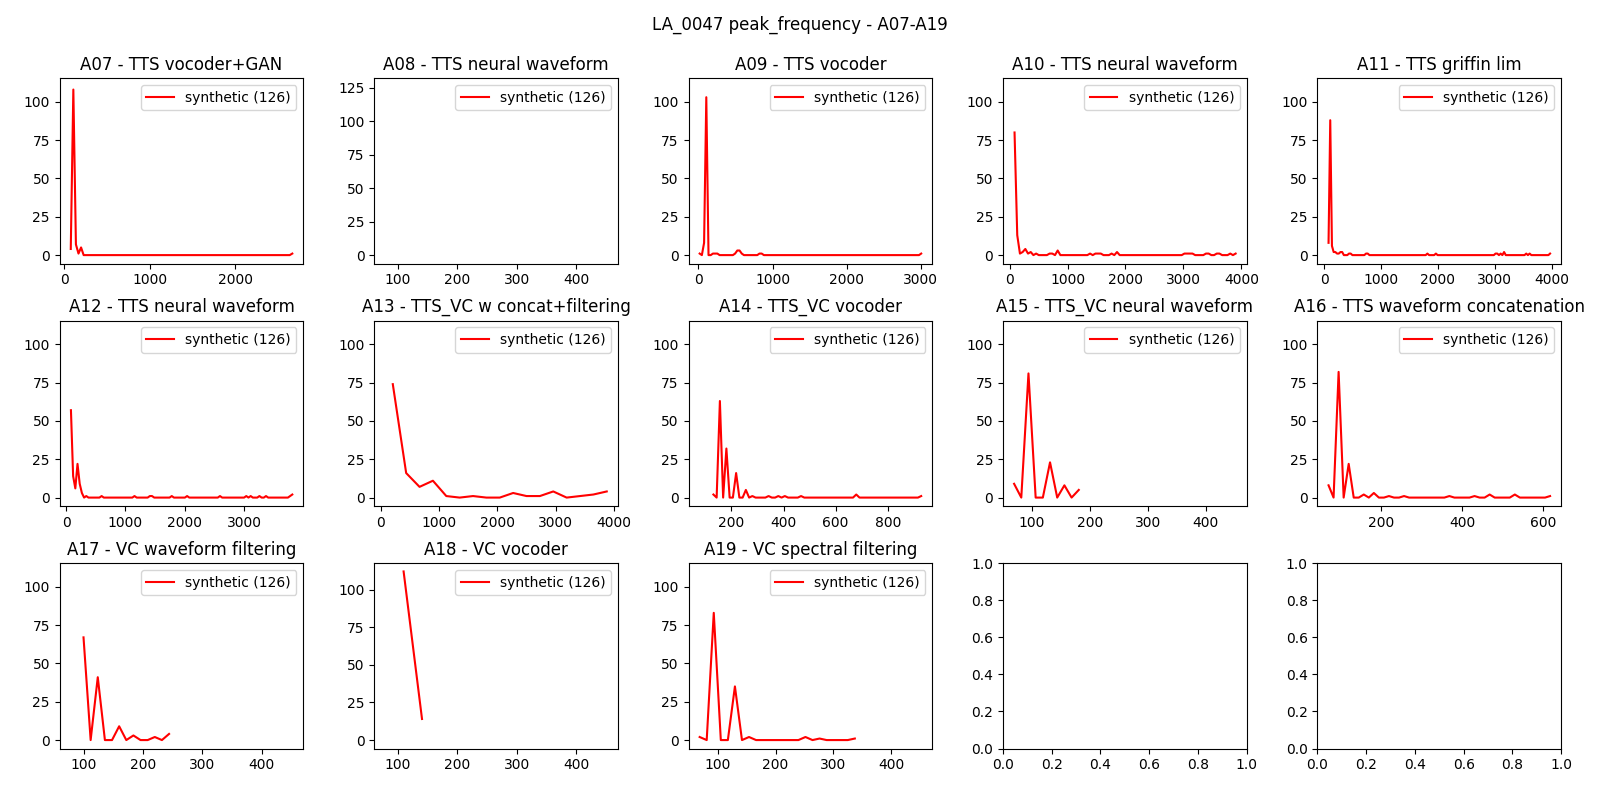 LA_0047 peak_frequency - A07-A19
A07 - TTS vocoder+GAN
synthetic (126)
100
75
50
25
0
0 1000 2000
A08 - TTS neural waveform
synthetic (126)
125
100
75
50
25
0
100 200 300 400
A09 - TTS vocoder
synthetic (126)
100
75
50
25
0
0 1000 2000 3000
A10 - TTS neural waveform
synthetic (126)
100
75
50
25
0
0 1000 2000 3000 4000
A11 - TTS griffin lim
synthetic (126)
100
75
50
25
0
0 1000 2000 3000 4000
A12 - TTS neural waveform
synthetic (126)
100
75
50
25
0
0 1000 2000 3000
A13 - TTS_VC w concat+filtering
synthetic (126)
100
75
50
25
0
0 1000 2000 3000 4000
A14 - TTS_VC vocoder
synthetic (126)
100
75
50
25
0
200 400 600 800
A15 - TTS_VC neural waveform
synthetic (126)
100
75
50
25
0
100 200 300 400
A16 - TTS waveform concatenation
synthetic (126)
100
75
50
25
0
200 400 600
A17 - VC waveform filtering
synthetic (126)
100
75
50
25
0
100 200 300 400
A18 - VC vocoder
synthetic (126)
100
75
50
25
0
100 200 300 400
A19 - VC spectral filtering
synthetic (126)
100
75
50
25
0
100 200 300 400
1.0
0.8
0.6
0.4
0.2
0.0
0.0 0.2 0.4 0.6 0.8 1.0
1.0
0.8
0.6
0.4
0.2
0.0
0.0 0.2 0.4 0.6 0.8 1.0